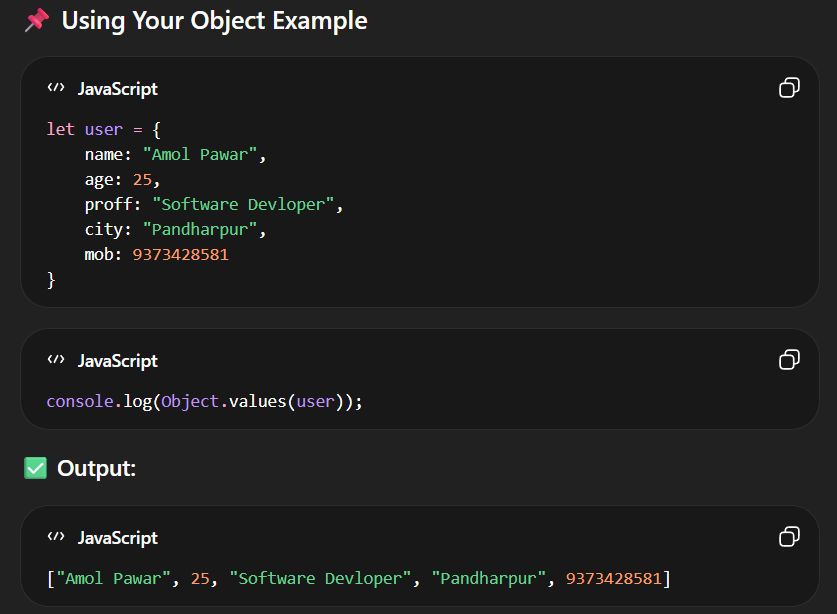 📌 Using Your Object Example
</> JavaScript
let user = {
    name: "Amol Pawar",
    age: 25,
    proff: "Software Devloper",
    city: "Pandharpur",
    mob: 9373428581
}
</> JavaScript
console.log(Object.values(user));
✅ Output:
</> JavaScript
["Amol Pawar", 25, "Software Devloper", "Pandharpur", 9373428581]